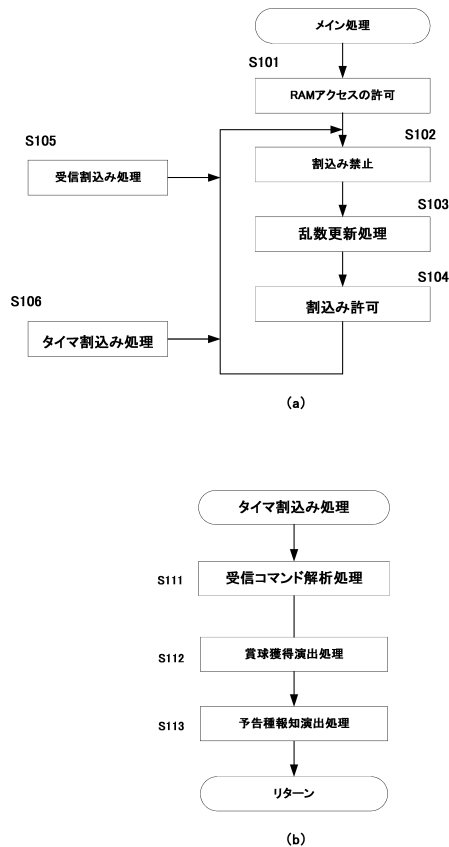 メイン処理
S101
RAMアクセスの許可
S105
S102
受信割込み処理
割込み禁止
S103
乱数更新処理
S106
S104
タイマ割込み処理
割込み許可
(a)
タイマ割込み処理
S111
受信コマンド解析処理
S112
賞球獲得演出処理
S113
予告種報知演出処理
リターン
(b)